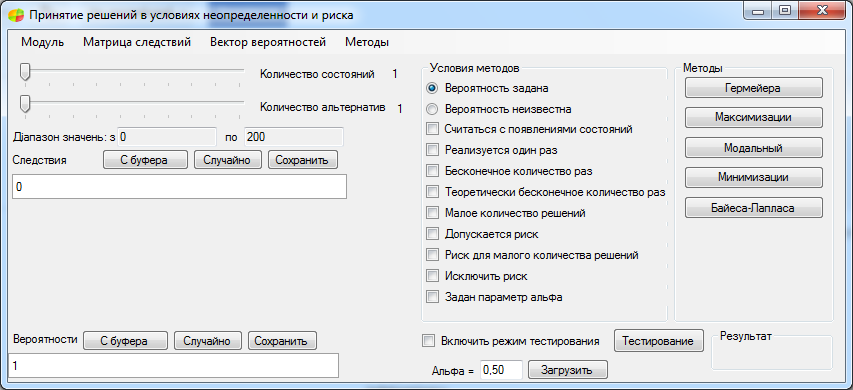 Принятие решений в условиях неопределенности и риска
Модуль Матрица следствий Вектор вероятностей Методы
Количество состояний 1
Количество альтернатив 1
Діапазон значень: з 0 по 200
Следствия С буфера Случайно Сохранить
0
Вероятности С буфера Случайно Сохранить
1
Условия методов
Вероятность задана
Вероятность неизвестна
Считаться с появлениями состояний
Реализуется один раз
Бесконечное количество раз
Теоретически бесконечное количество раз
Малое количество решений
Допускается риск
Риск для малого количества решений
Исключить риск
Задан параметр альфа
Включить режим тестирования Тестирование
Альфа = 0,50 Загрузить
Методы
Гермейера
Максимизации
Модальный
Минимизации
Байеса-Лапласа
Результат